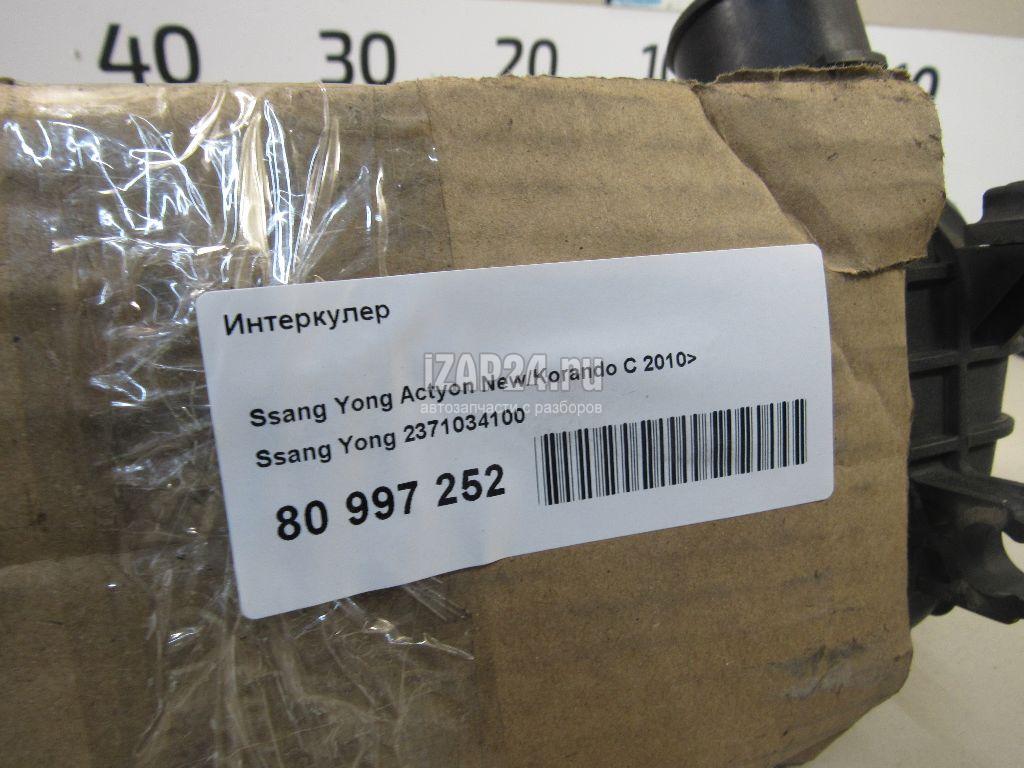 40 30 20 10
Интеркулер
iZAP24.ru
Ssang Yong Actyon New/Korando C 2010>
автозапчасти с разборов
Ssang Yong 2371034100
80 997 252